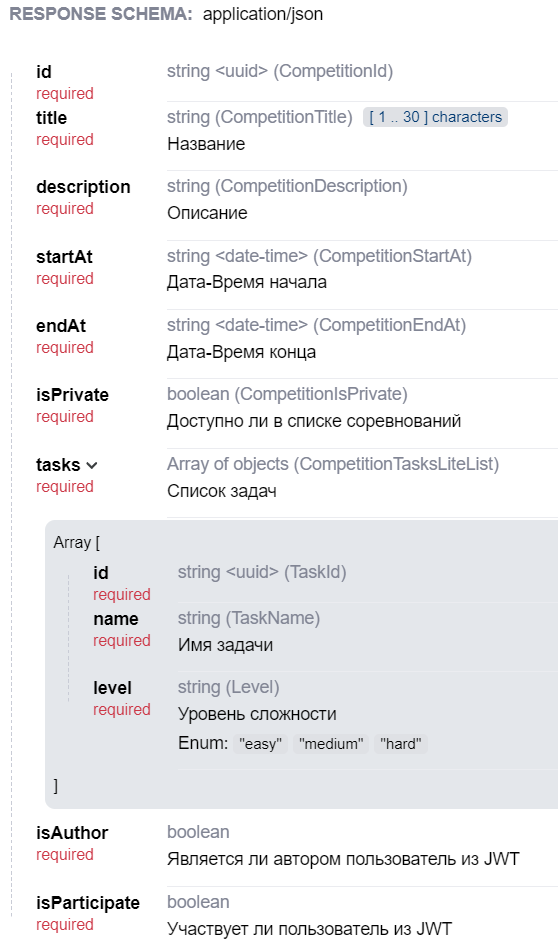 RESPONSE SCHEMA: application/json
id string <uuid> (CompetitionId)
required
title string (CompetitionTitle) [ 1 .. 30 ] characters
required
Название
description string (CompetitionDescription)
required
Описание
startAt string <date-time> (CompetitionStartAt)
required
Дата-Время начала
endAt string <date-time> (CompetitionEndAt)
required
Дата-Время конца
isPrivate boolean (CompetitionIsPrivate)
required
Доступно ли в списке соревнований
tasks Array of objects (CompetitionTasksLiteList)
required
Список задач
Array [
id string <uuid> (TaskId)
required
name string (TaskName)
required
Имя задачи
level string (Level)
required
Уровень сложности
Enum: "easy" "medium" "hard"
]
isAuthor boolean
required
Является ли автором пользователь из JWT
isParticipate boolean
required
Участвует ли пользователь из JWT